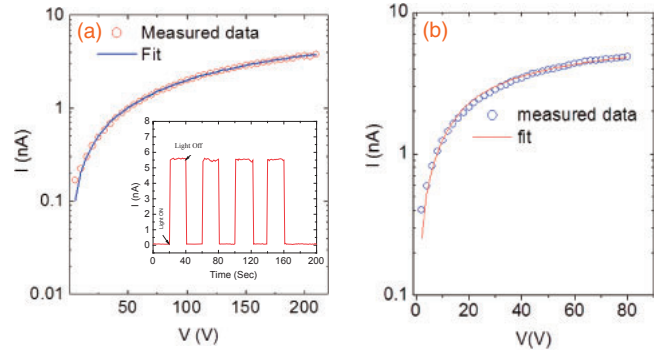 (a)
Measured data
Fit
I (nA)
10
1
0.1
0.01
50
100
150
200
V (V)
I (nA)
8
7
6
5
4
3
2
1
0
Light Off
Light ON
0
40
80
120
160
200
Time (Sec)
(b)
measured data
fit
I (nA)
10
1
0.1
0
20
40
60
80
V(V)